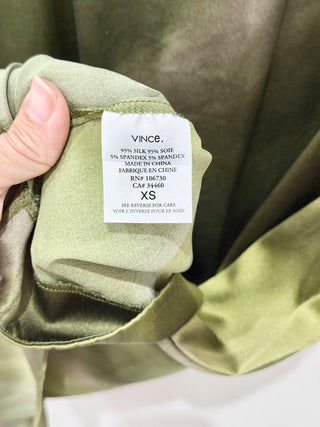 VINCE.
95% SILK 95% SOIE
5% SPANDEX 5% SPANDEX
MADE IN CHINA
FABRIQUE EN CHINE
RN# 106730
CA# 34460
XS
SEE REVERSE FOR CARE
VOIR L'INVERSE POUR LE SOIN